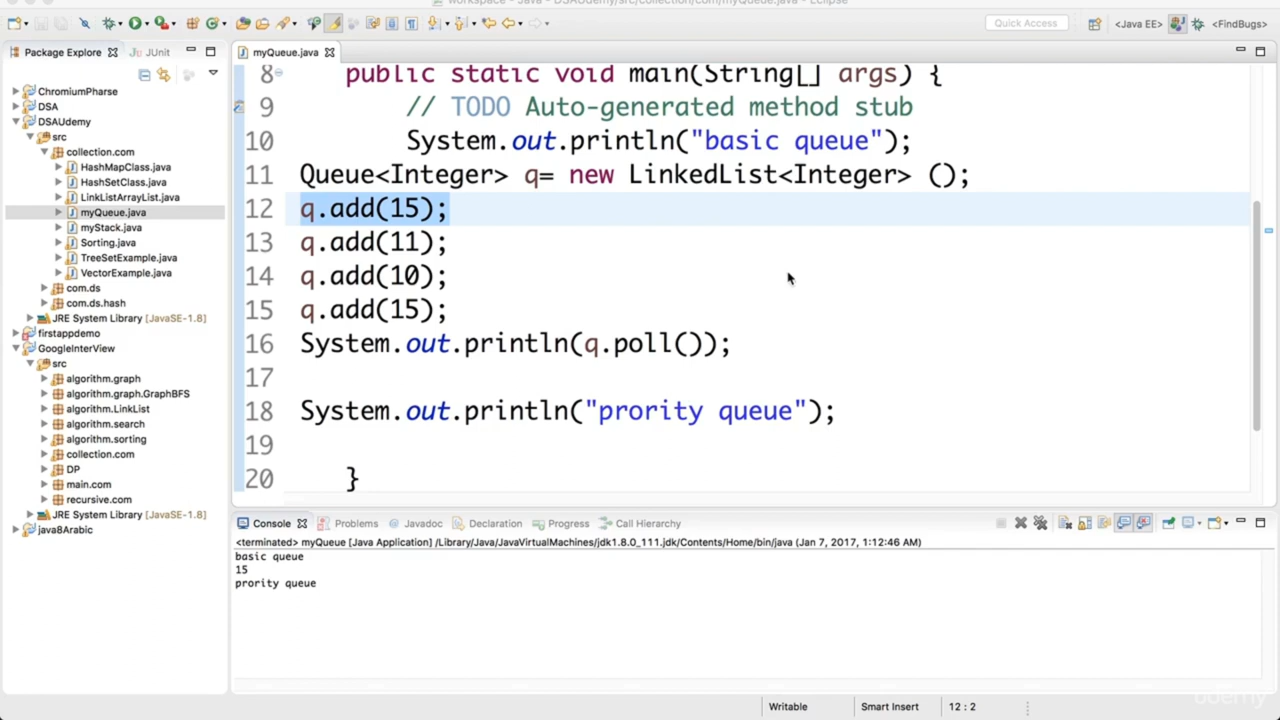 workspace - Java - DSAUdemy/src/collection/com/myQueue.java - Eclipse
Quick Access
<Java EE>
<FindBugs>
Package Explorer
JUnit
ChromiumPharse
DSA
DSAUdemy
src
collection.com
HashMapClass.java
HashSetClass.java
LinkListArrayList.java
myQueue.java
myStack.java
Sorting.java
TreeSetExample.java
VectorExample.java
com.ds
com.ds.hash
JRE System Library [JavaSE-1.8]
firstappdemo
GoogleInterView
src
algorithm.graph
algorithm.graph.GraphBFS
algorithm.LinkList
algorithm.search
algorithm.sorting
collection.com
DP
main.com
recursive.com
JRE System Library [JavaSE-1.8]
java8Arabic
myQueue.java
8 public static void main(String[] args) {
9 // TODO Auto-generated method stub
10 System.out.println("basic queue");
11 Queue<Integer> q= new LinkedList<Integer> ();
12 q.add(15);
13 q.add(11);
14 q.add(10);
15 q.add(15);
16 System.out.println(q.poll());
17
18 System.out.println("prority queue");
19
20 }
Console Problems Javadoc Declaration Progress Call Hierarchy
<terminated> myQueue [Java Application] /Library/Java/JavaVirtualMachines/jdk1.8.0_111.jdk/Contents/Home/bin/java (Jan 7, 2017, 1:12:46 AM)
basic queue
15
prority queue
Writable Smart Insert 12 : 2
udemy